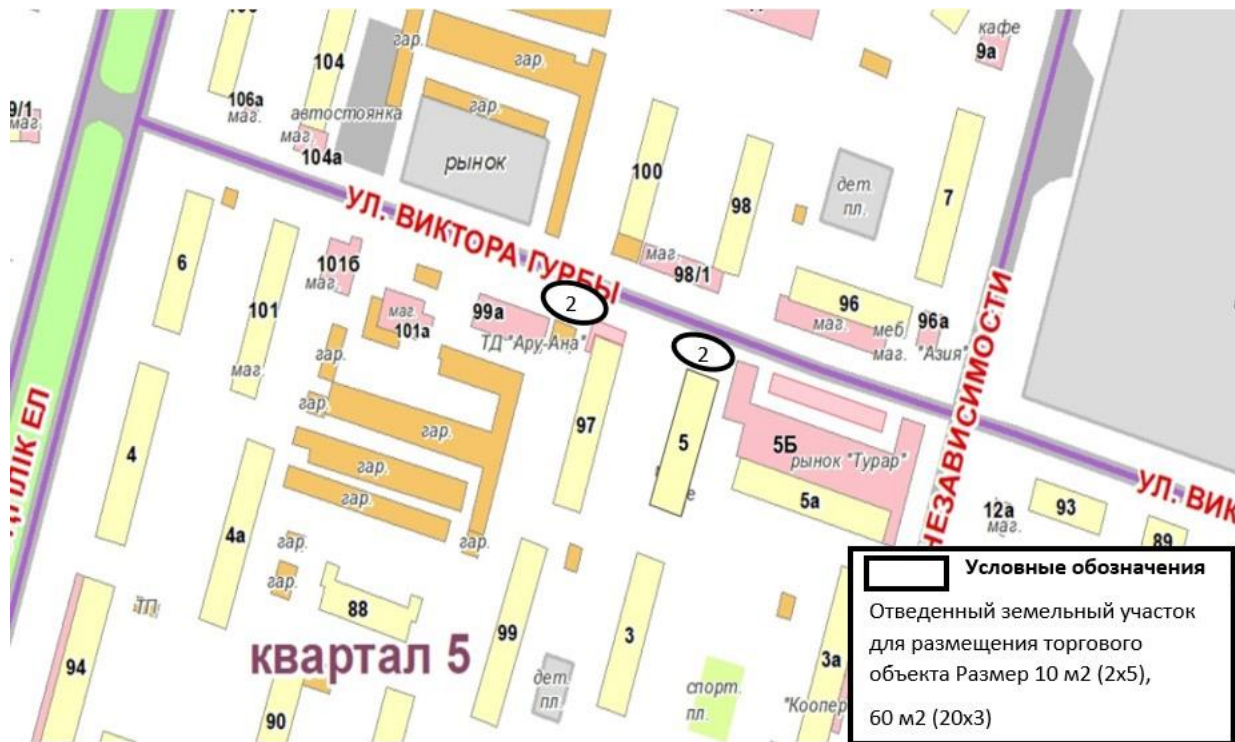 104
гар.
гар.
кафе
9а
106а
маг.
автостоянка
гар.
9/1
маг.
маг.
104а
рынок
100
98
дет.
пл.
7
УЛ. ВИКТОРА ГУРБЫ
6
101
101б
маг.
маг.
98/1
2
96
маг.
101а
99а
ТД "Ару-Ана"
маг.
меб.
96а
маг. "Азия"
2
гар.
маг.
НЕЗАВИСИМОСТИ
гар.
гар.
97
5
5Б
рынок "Турар"
4
гар.
УЛ. ВИК
ІЛІК ЕЛ
гар.
5а
12а
маг.
93
4а
гар.
гар.
89
гар.
ТП
88
99
3
3а
квартал 5
94
дет.
пл.
спорт.
пл.
"Коопер
90
Условные обозначения
Отведенный земельный участок
для размещения торгового
объекта Размер 10 м2 (2х5),
60 м2 (20х3)